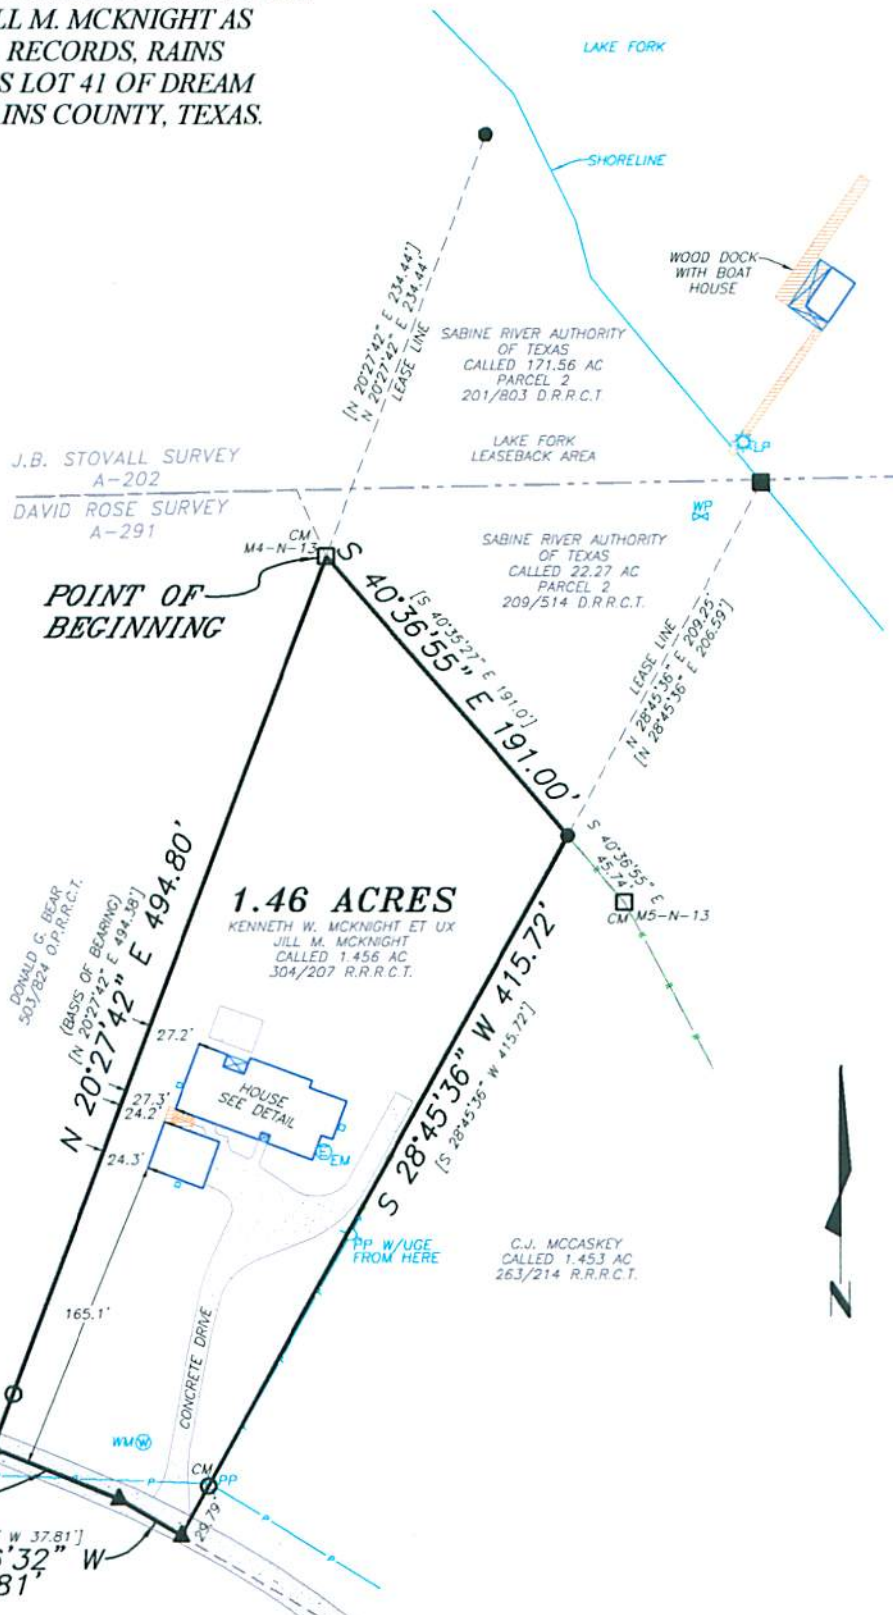 LL M. MCKNIGHT AS
RECORDS, RAINS
S LOT 41 OF DREAM
INS COUNTY, TEXAS.
LAKE FORK
SHORELINE
WOOD DOCK
WITH BOAT
HOUSE
[N 20°27'42" E 234.44']
N 20°27'42" E 234.44'
LEASE LINE
SABINE RIVER AUTHORITY
OF TEXAS
CALLED 171.56 AC
PARCEL 2
201/803 D.R.R.C.T.
LAKE FORK
LEASEBACK AREA
LP
J.B. STOVALL SURVEY
A-202
DAVID ROSE SURVEY
A-291
WP
CM
M4-N-13
SABINE RIVER AUTHORITY
OF TEXAS
CALLED 22.27 AC
PARCEL 2
209/514 D.R.R.C.T.
POINT OF
BEGINNING
[S 40°35'27" E 191.0']
S 40°36'55" E 191.00'
LEASE LINE
N 28°45'36" E 209.25'
[N 28°45'36" E 206.59']
S 40°36'55" E
45.74'
CM M5-N-13
1.46 ACRES
KENNETH W. MCKNIGHT ET UX
JILL M. MCKNIGHT
CALLED 1.456 AC
304/207 R.R.R.C.T.
DONALD G. BEAR
503/824 O.P.R.R.C.T.
(BASIS OF BEARING)
[N 20°27'42" E 494.38']
N 20°27'42" E 494.80'
S 28°45'36" W 415.72'
[S 28°45'36" W 415.72']
27.2'
HOUSE
SEE DETAIL
27.3'
24.2'
24.3'
E
EM
PP W/UGE
FROM HERE
C.J. MCCASKEY
CALLED 1.453 AC
263/214 R.R.R.C.T.
165.1'
CONCRETE DRIVE
N
WM W
CM
PP
P
P
P
29.79'
W 37.81']
6'32" W
81'